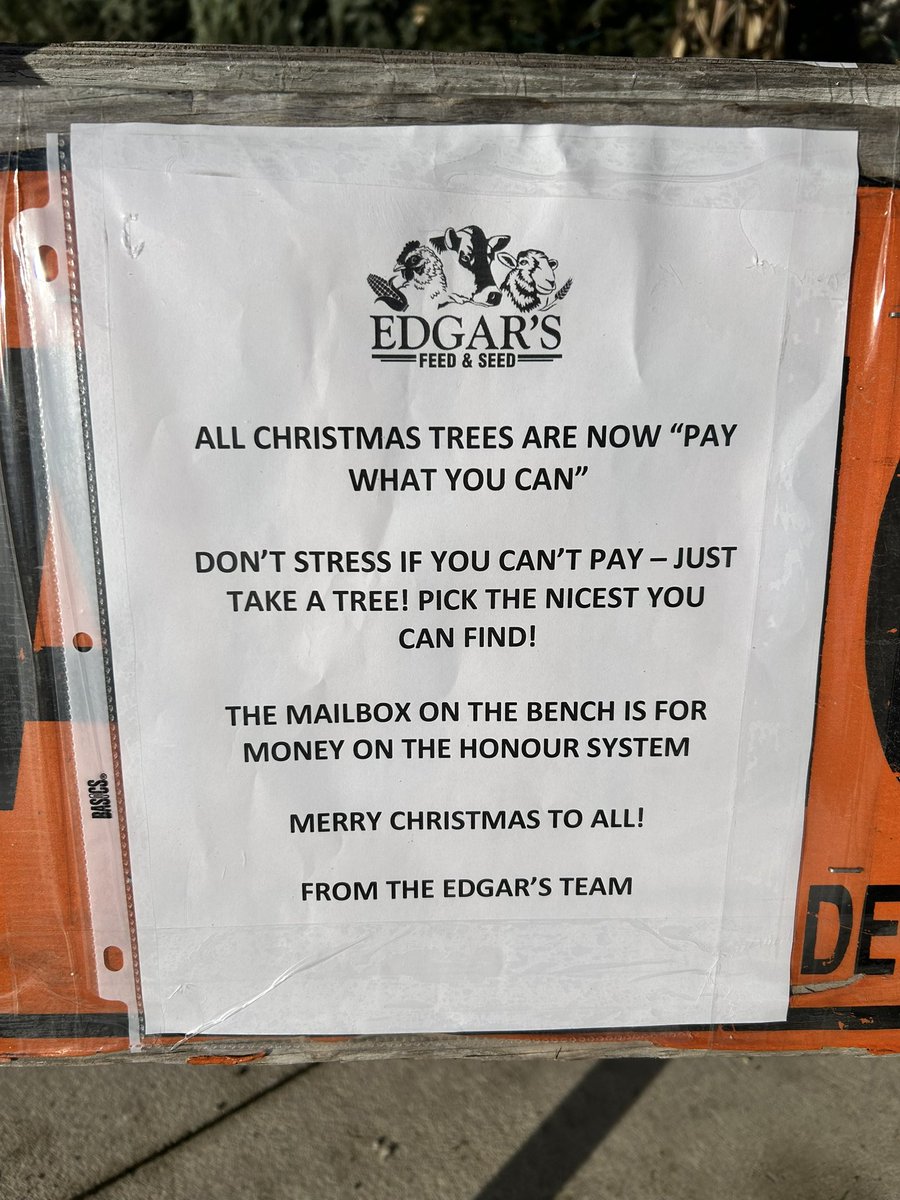 EDGAR'S
FEED & SEED
ALL CHRISTMAS TREES ARE NOW “PAY
WHAT YOU CAN”
DON'T STRESS IF YOU CAN'T PAY – JUST
TAKE A TREE! PICK THE NICEST YOU
CAN FIND!
THE MAILBOX ON THE BENCH IS FOR
MONEY ON THE HONOUR SYSTEM
MERRY CHRISTMAS TO ALL!
FROM THE EDGAR'S TEAM
BASICS®
DE